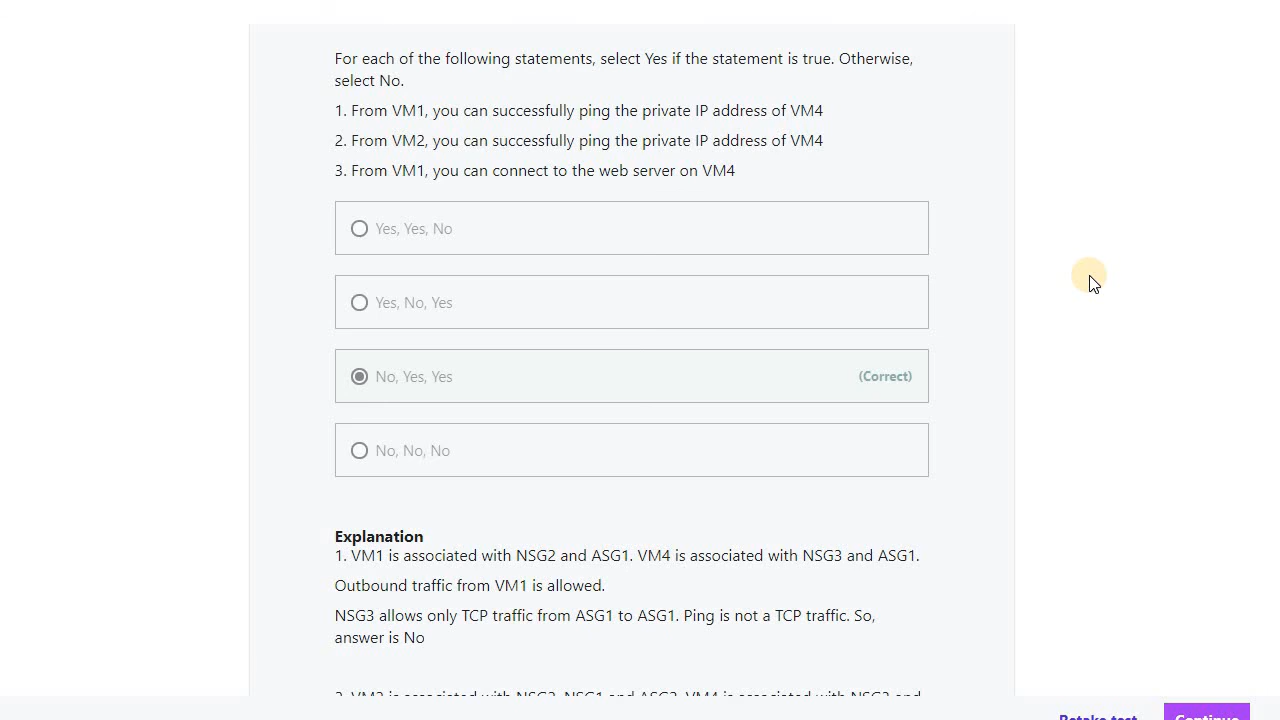 For each of the following statements, select Yes if the statement is true. Otherwise,
select No.
1. From VM1, you can successfully ping the private IP address of VM4
2. From VM2, you can successfully ping the private IP address of VM4
3. From VM1, you can connect to the web server on VM4
Yes, Yes, No
Yes, No, Yes
No, Yes, Yes (Correct)
No, No, No
Explanation
1. VM1 is associated with NSG2 and ASG1. VM4 is associated with NSG3 and ASG1.
Outbound traffic from VM1 is allowed.
NSG3 allows only TCP traffic from ASG1 to ASG1. Ping is not a TCP traffic. So,
answer is No
Retake test Continue